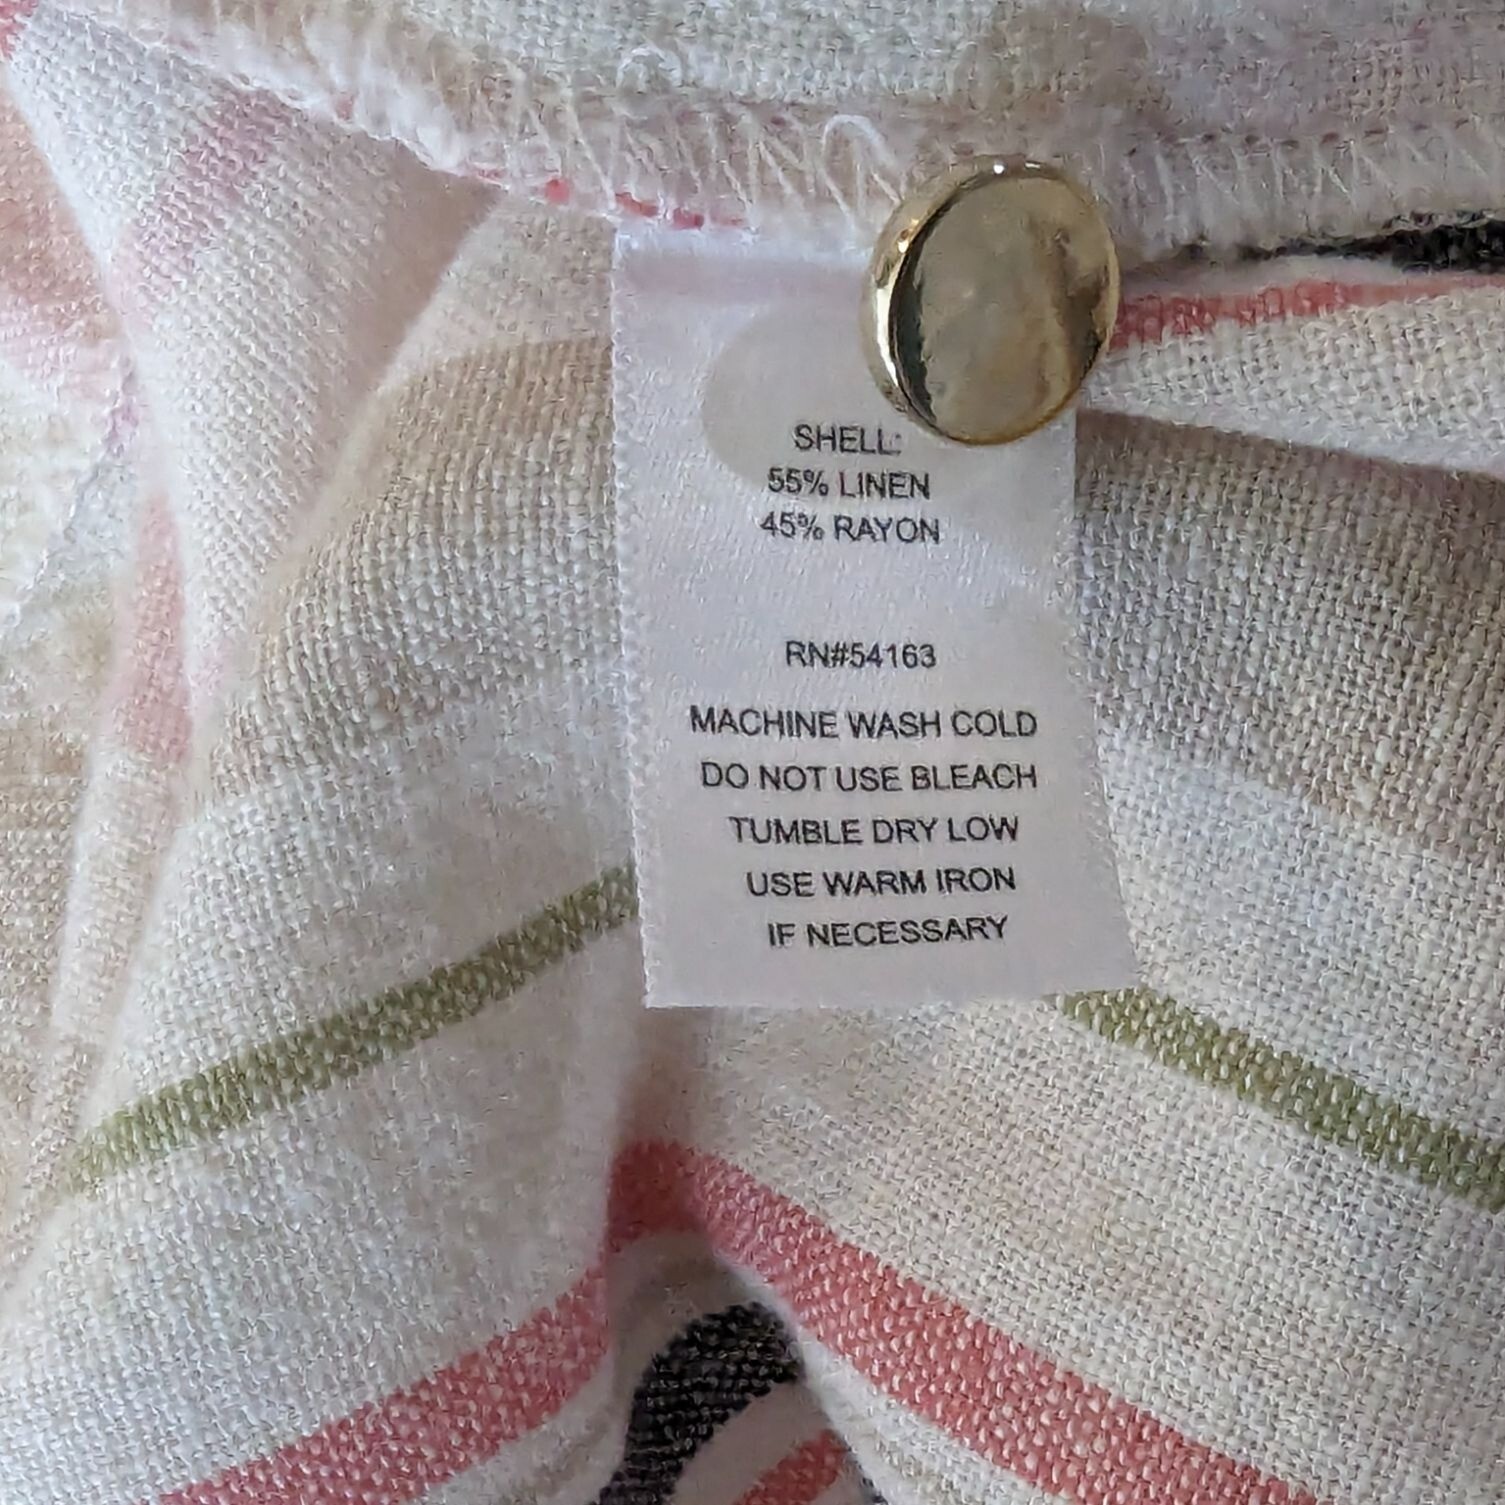 SHELL:
55% LINEN
45% RAYON
RN#54163
MACHINE WASH COLD
DO NOT USE BLEACH
TUMBLE DRY LOW
USE WARM IRON
IF NECESSARY